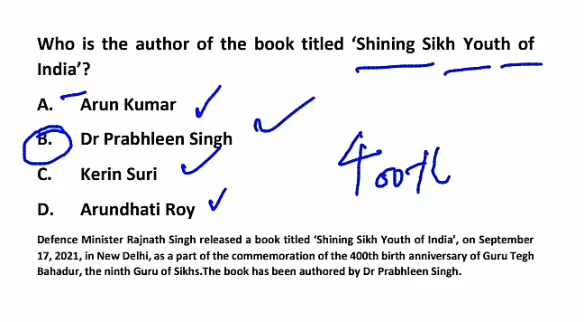 Who is the author of the book titled ‘Shining Sikh Youth of
India’?
A. Arun Kumar
B. Dr Prabhleen Singh
C. Kerin Suri
D. Arundhati Roy
400th
Defence Minister Rajnath Singh released a book titled ‘Shining Sikh Youth of India’, on September
17, 2021, in New Delhi, as a part of the commemoration of the 400th birth anniversary of Guru Tegh
Bahadur, the ninth Guru of Sikhs.The book has been authored by Dr Prabhleen Singh.